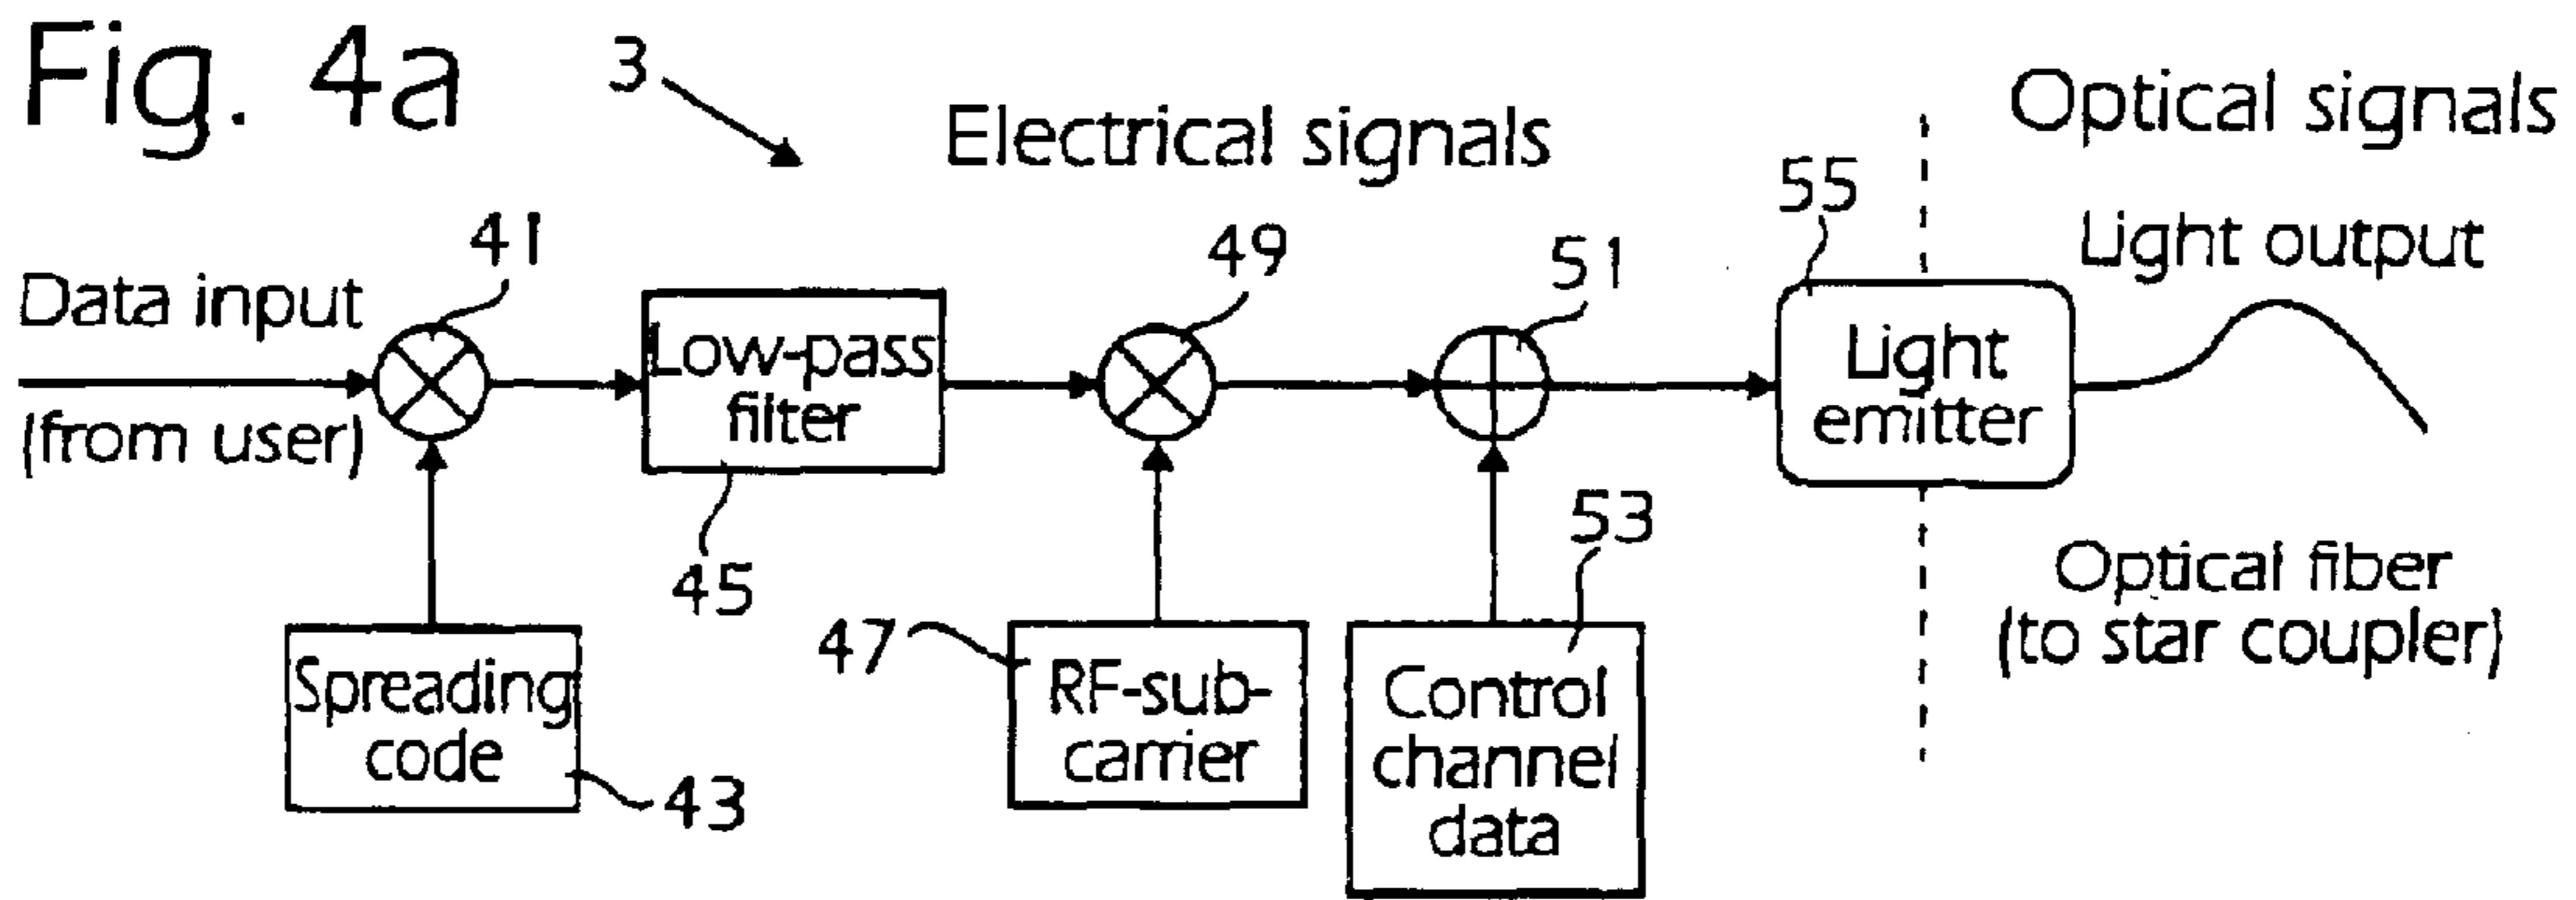 Fig. 4a
3
Electrical signals
Optical signals
41
49
51
55
Light output
Data input
(from user)
Low-pass
filter
Light
emitter
45
47
53
Optical fiber
(to star coupler)
Spreading
code
43
RF-sub-
carrier
Control
channel
data